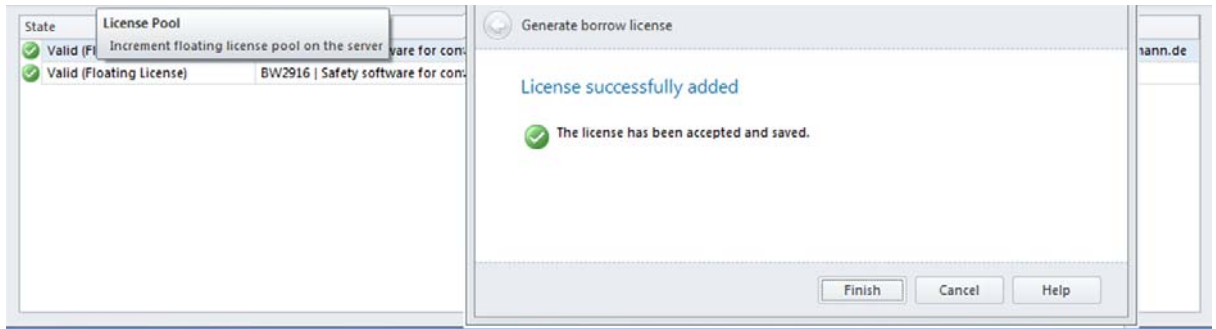 State
License Pool
Increment floating license pool on the server
Valid (Fl
ware for con
Valid (Floating License)
BW2916 | Safety software for con
Generate borrow license
License successfully added
The license has been accepted and saved.
Finish
Cancel
Help
mann.de